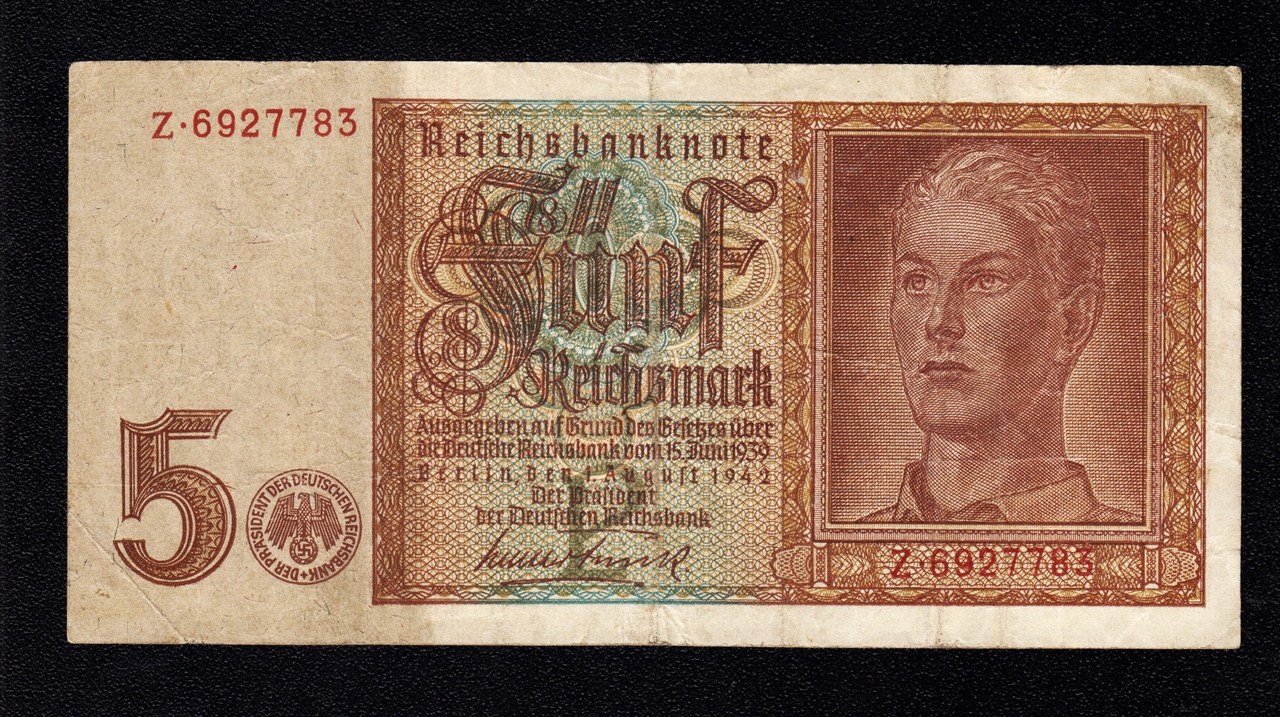 Z·6927783
Reichsbanknote
18
Fünf
Reichsmark
Ausgegeben auf Grund des Gesetzes über
die Deutsche Reichsbank vom 15. Juni 1939
Berlin, den 1. August 1942
Der Präsident
der Deutschen Reichsbank
5
DER PRÄSIDENT DER DEUTSCHEN REICHSBANK+
Z·6927783